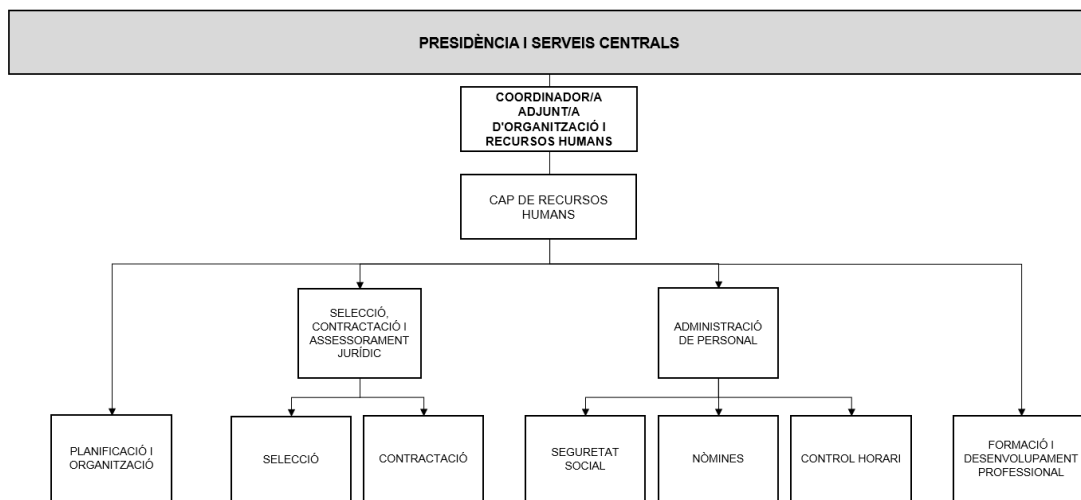 PRESIDÈNCIA I SERVEIS CENTRALS
COORDINADOR/A
ADJUNT/A
D'ORGANITZACIÓ I
RECURSOS HUMANS
CAP DE RECURSOS
HUMANS
SELECCIÓ,
CONTRACTACIÓ I
ASSESSORAMENT
JURÍDIC
ADMINISTRACIÓ
DE PERSONAL
PLANIFICACIÓ I
ORGANITZACIÓ
SELECCIÓ
CONTRACTACIÓ
SEGURETAT
SOCIAL
NÒMINES
CONTROL HORARI
FORMACIÓ I
DESENVOLUPAMENT
PROFESSIONAL